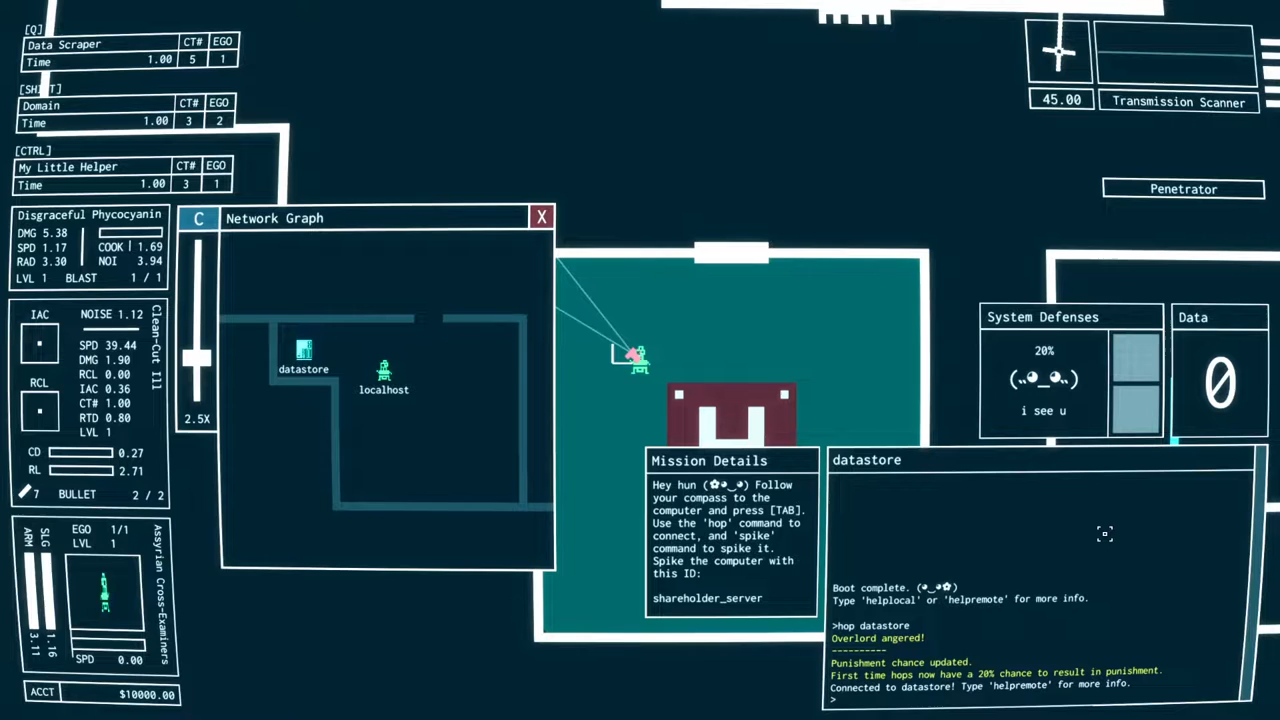 [Q]
Data Scraper CT# EGO
Time 1.00 5 1
[SH T]
Domain CT# EGO
Time 1.00 3 2
[CTRL]
My Little Helper CT# EGO
Time 1.00 3 1
Disgraceful Phycocyanin
DMG 5.38
SPD 1.17 COOK 1.69
RAD 3.30 NOI 3.94
LVL 1 BLAST 1 / 1
IAC NOISE 1.12
Clean-Cut Ill
SPD 39.44
DMG 1.90
RCL RCL 0.00
IAC 0.36
CT# 1.00
RTD 0.80
LVL 1
CD 0.27
RL 2.71
7 BULLET 2 / 2
ARM SLG EGO 1/1
LVL 1
Assyrian Cross-Examiners
3.11 1.16
SPD 0.00
ACCT $10000.00
C Network Graph X
datastore
localhost
2.5X
45.00 Transmission Scanner
Penetrator
System Defenses
20%
(◕_◕)
i see u
Data
0
Mission Details
Hey hun (✿◕‿◕) Follow
your compass to the
computer and press [TAB].
Use the 'hop' command to
connect, and 'spike'
command to spike it.
Spike the computer with
this ID:
shareholder_server
datastore
Boot complete. (◕‿◕✿)
Type 'helplocal' or 'helpremote' for more info.
>hop datastore
Overlord angered!
----------
Punishment chance updated.
First time hops now have a 20% chance to result in punishment.
Connected to datastore! Type 'helpremote' for more info.
>